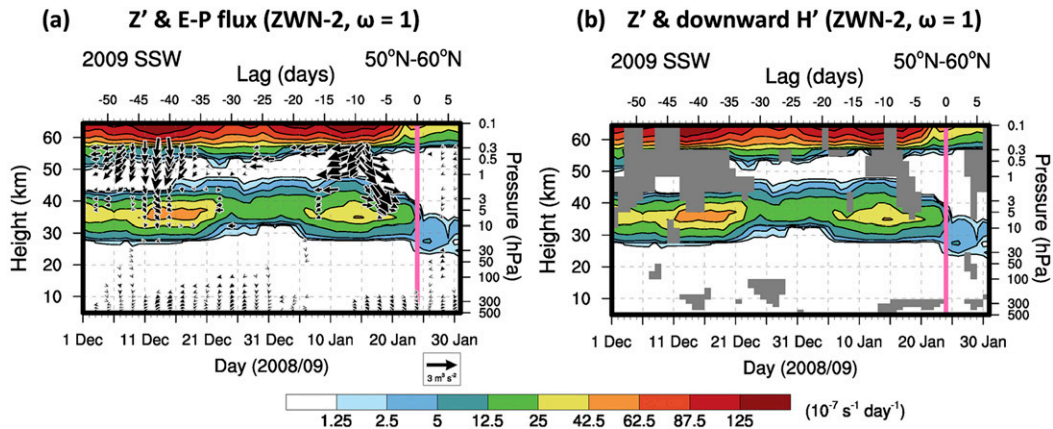 (a) Z' & E-P flux (ZWN-2, ω = 1)
2009 SSW 50°N-60°N
Lag (days)
-50 -45 -40 -35 -30 -25 -20 -15 -10 -5 0 5
60
50
40
30
20
10
Height (km)
0.1
0.3
0.5
1
3
5
10
30
50
100
300
500
Pressure (hPa)
1 Dec 11 Dec 21 Dec 31 Dec 10 Jan 20 Jan 30 Jan
Day (2008/09)
3 m³ s⁻²
(b) Z' & downward H' (ZWN-2, ω = 1)
2009 SSW 50°N-60°N
Lag (days)
-50 -45 -40 -35 -30 -25 -20 -15 -10 -5 0 5
60
50
40
30
20
10
Height (km)
0.1
0.3
0.5
1
3
5
10
30
50
100
300
500
Pressure (hPa)
1 Dec 11 Dec 21 Dec 31 Dec 10 Jan 20 Jan 30 Jan
Day (2008/09)
1.25 2.5 5 12.5 25 42.5 62.5 87.5 125 (10⁻⁷ s⁻¹ day⁻¹)